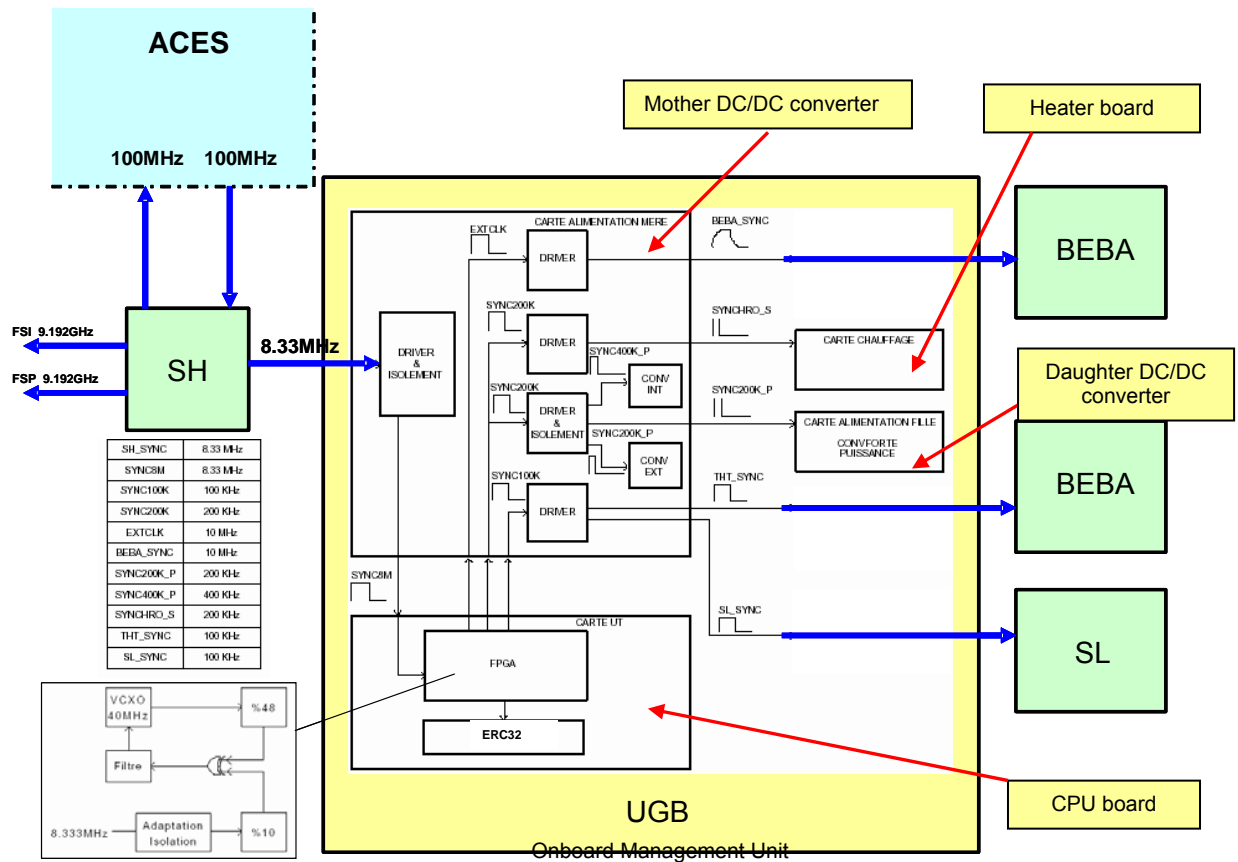 ACES
100MHz 100MHz
Mother DC/DC converter
Heater board
FSI 9.192GHz
FSP 9.192GHz
SH
8.33MHz
CARTE ALIMENTATION MERE
EXTCLK
DRIVER
BEBA_SYNC
BEBA
SYNC200K
DRIVER
SYNCHRO_S
CARTE CHAUFFAGE
DRIVER
&
ISOLEMENT
SYNC400K_P
CONV
INT
SYNC200K
DRIVER
&
ISOLEMENT
SYNC200K_P
CARTE ALIMENTATION FILLE
CONVFORTE
PUISSANCE
Daughter DC/DC
converter
SYNC200K_P
CONV
EXT
SYNC100K
DRIVER
THT_SYNC
BEBA
SH_SYNC 8.33 MHz
SYNC8M 8.33 MHz
SYNC100K 100 KHz
SYNC200K 200 KHz
EXTCLK 10 MHz
BEBA_SYNC 10 MHz
SYNC200K_P 200 KHz
SYNC400K_P 400 KHz
SYNCHRO_S 200 KHz
THT_SYNC 100 KHz
SL_SYNC 100 KHz
SYNC8M
SL_SYNC
SL
CARTE UT
FPGA
ERC32
VCXO
40MHz
%48
Filtre
8.333MHz
Adaptation
Isolation
%10
CPU board
UGB
Onboard Management Unit